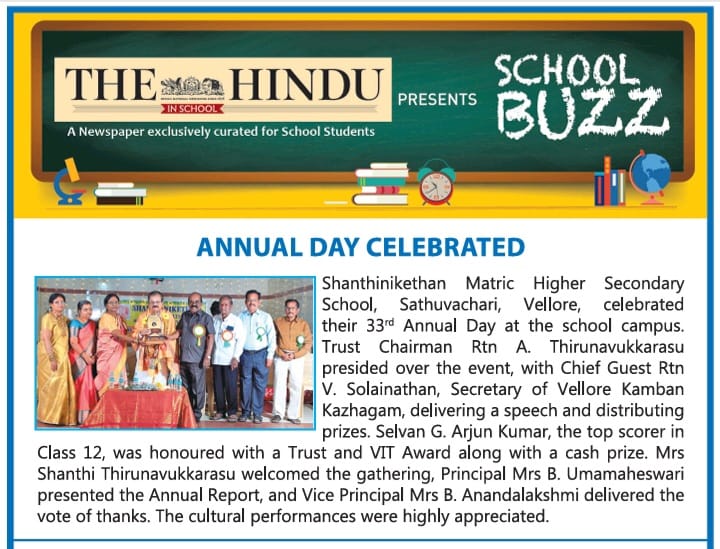 THE HINDU
IN SCHOOL
A Newspaper exclusively curated for School Students
PRESENTS
SCHOOL
BUZZ
ANNUAL DAY CELEBRATED
Shanthinikethan Matric Higher Secondary
School, Sathuvachari, Vellore, celebrated
their 33rd Annual Day at the school campus.
Trust Chairman Rtn A. Thirunavukkarasu
presided over the event, with Chief Guest Rtn
V. Solainathan, Secretary of Vellore Kamban
Kazhagam, delivering a speech and distributing
prizes. Selvan G. Arjun Kumar, the top scorer in
Class 12, was honoured with a Trust and VIT Award along with a cash prize. Mrs
Shanthi Thirunavukkarasu welcomed the gathering, Principal Mrs B. Umamaheswari
presented the Annual Report, and Vice Principal Mrs B. Anandalakshmi delivered the
vote of thanks. The cultural performances were highly appreciated.